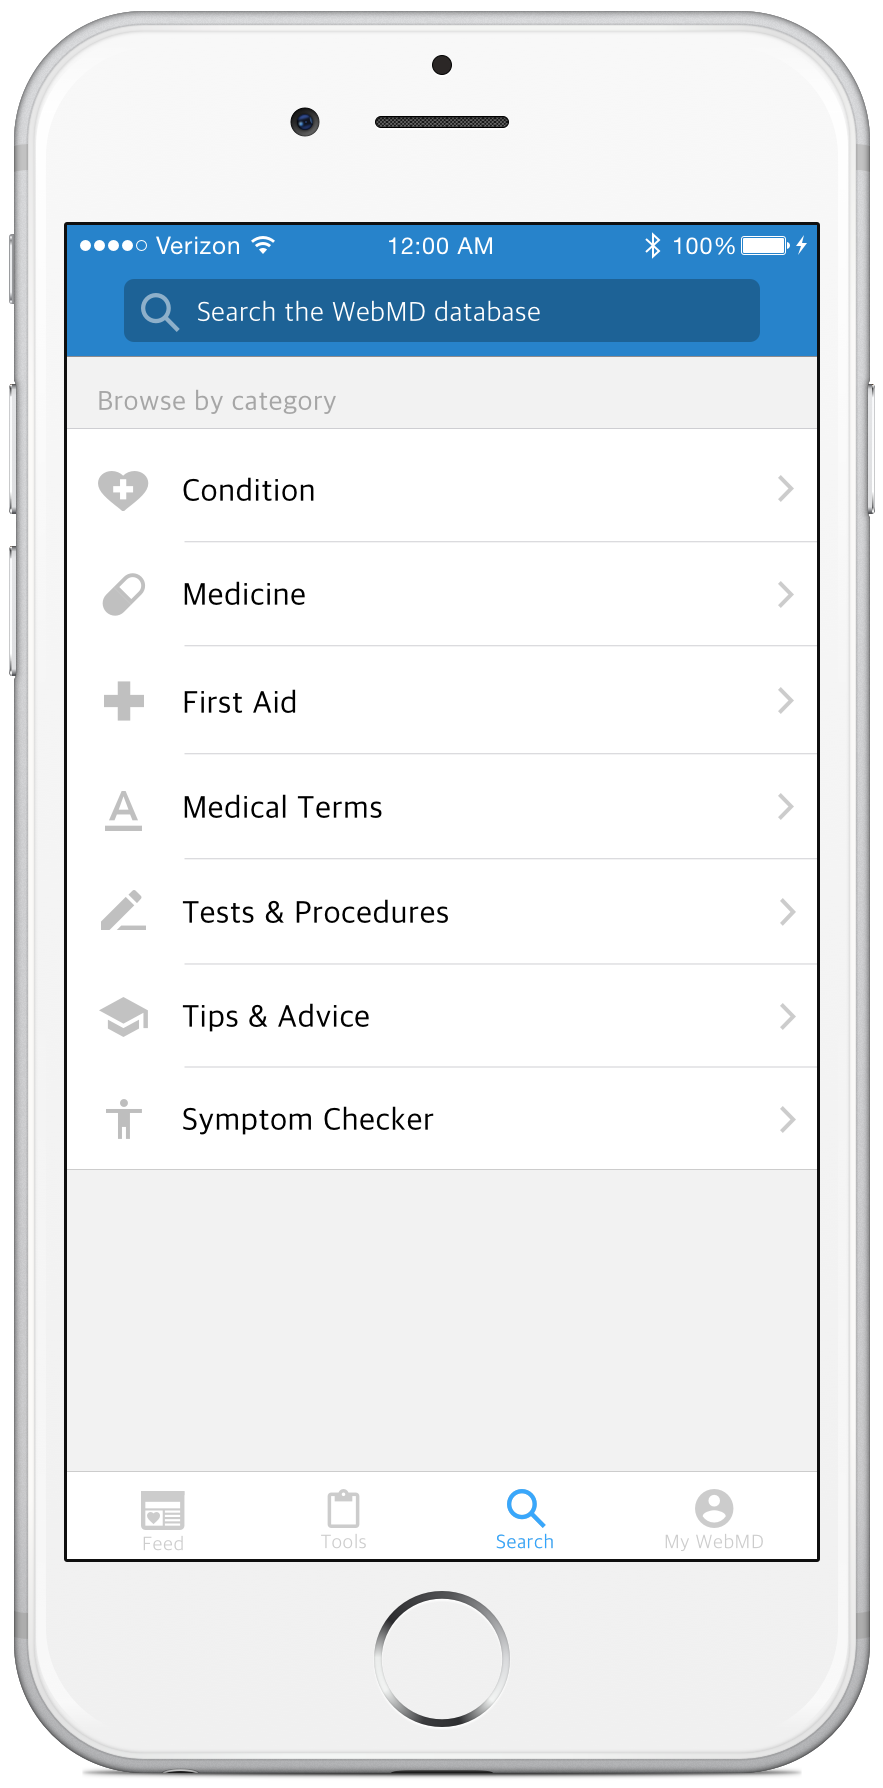 Verizon 12:00 AM 100%
Search the WebMD database
Browse by category
Condition
Medicine
First Aid
A Medical Terms
Tests & Procedures
Tips & Advice
Symptom Checker
Feed Tools Search My WebMD